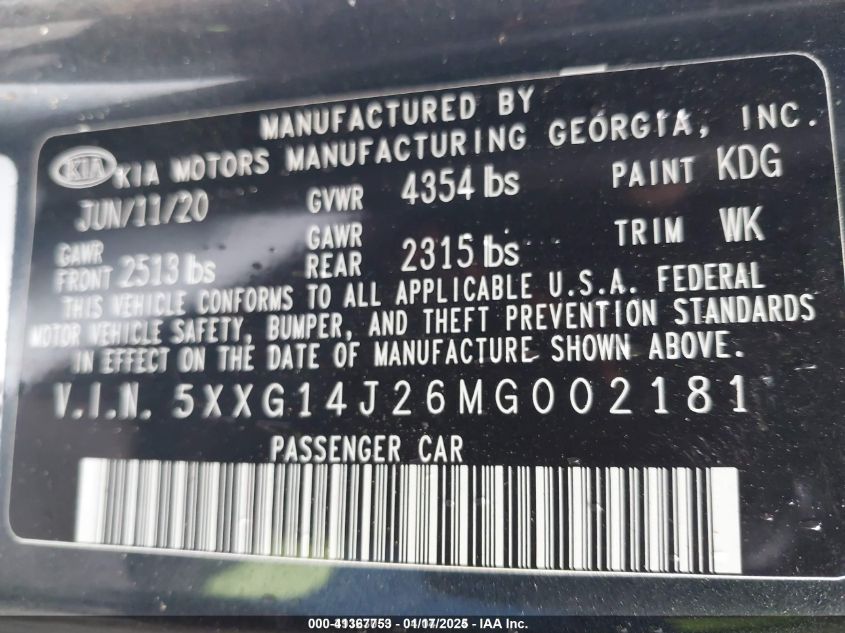 MANUFACTURED BY
KIA KIA MOTORS MANUFACTURING GEORGIA, INC.
JUN/11/20 GVWR 4354 lbs PAINT KDG
GAWR FRONT 2513 lbs GAWR REAR 2315 lbs TRIM WK
THIS VEHICLE CONFORMS TO ALL APPLICABLE U.S.A. FEDERAL
MOTOR VEHICLE SAFETY, BUMPER, AND THEFT PREVENTION STANDARDS
IN EFFECT ON THE DATE OF MANUFACTURE SHOWN ABOVE.
V.I.N. 5XXG14J26MG002181
PASSENGER CAR
000-41367753 - 01/17/2025 - IAA Inc.